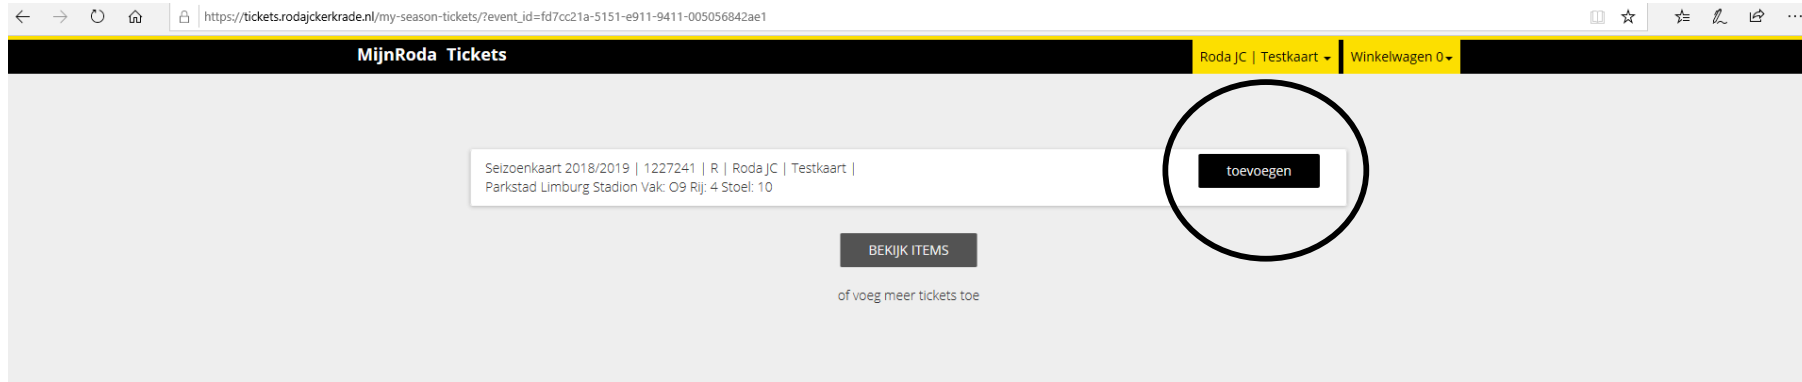 https://tickets.rodajckerkrade.nl/my-season-tickets/?event_id=fd7cc21a-5151-e911-9411-005056842ae1
MijnRoda Tickets
Roda JC | Testkaart
Winkelwagen 0
Seizoenkaart 2018/2019 | 1227241 | R | Roda JC | Testkaart |
Parkstad Limburg Stadion Vak: O9 Rij: 4 Stoel: 10
toevoegen
BEKIJK ITEMS
of voeg meer tickets toe